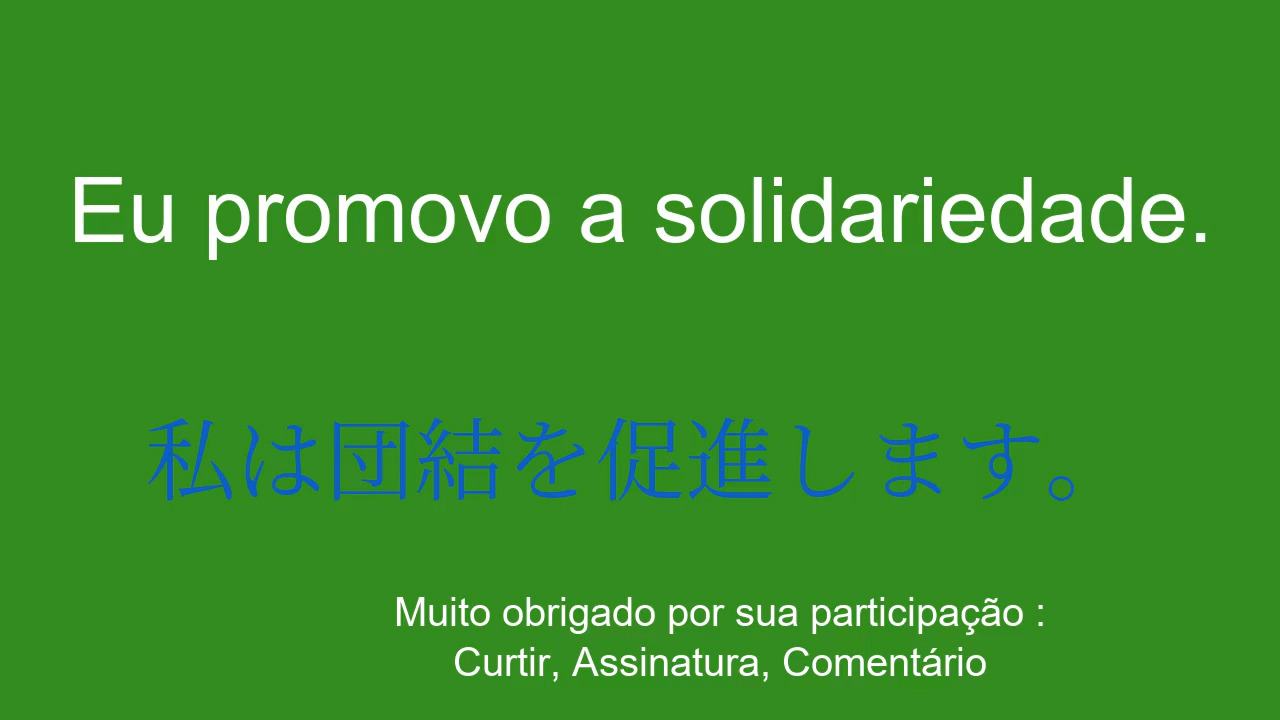 Eu promovo a solidariedade.
私は団結を促進します。
Muito obrigado por sua participação :
Curtir, Assinatura, Comentário